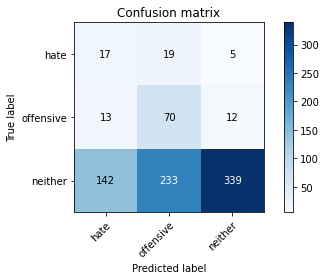 Confusion matrix
True label
hate 17 19 5
offensive 13 70 12
neither 142 233 339
hate offensive neither
Predicted label
300
250
200
150
100
50